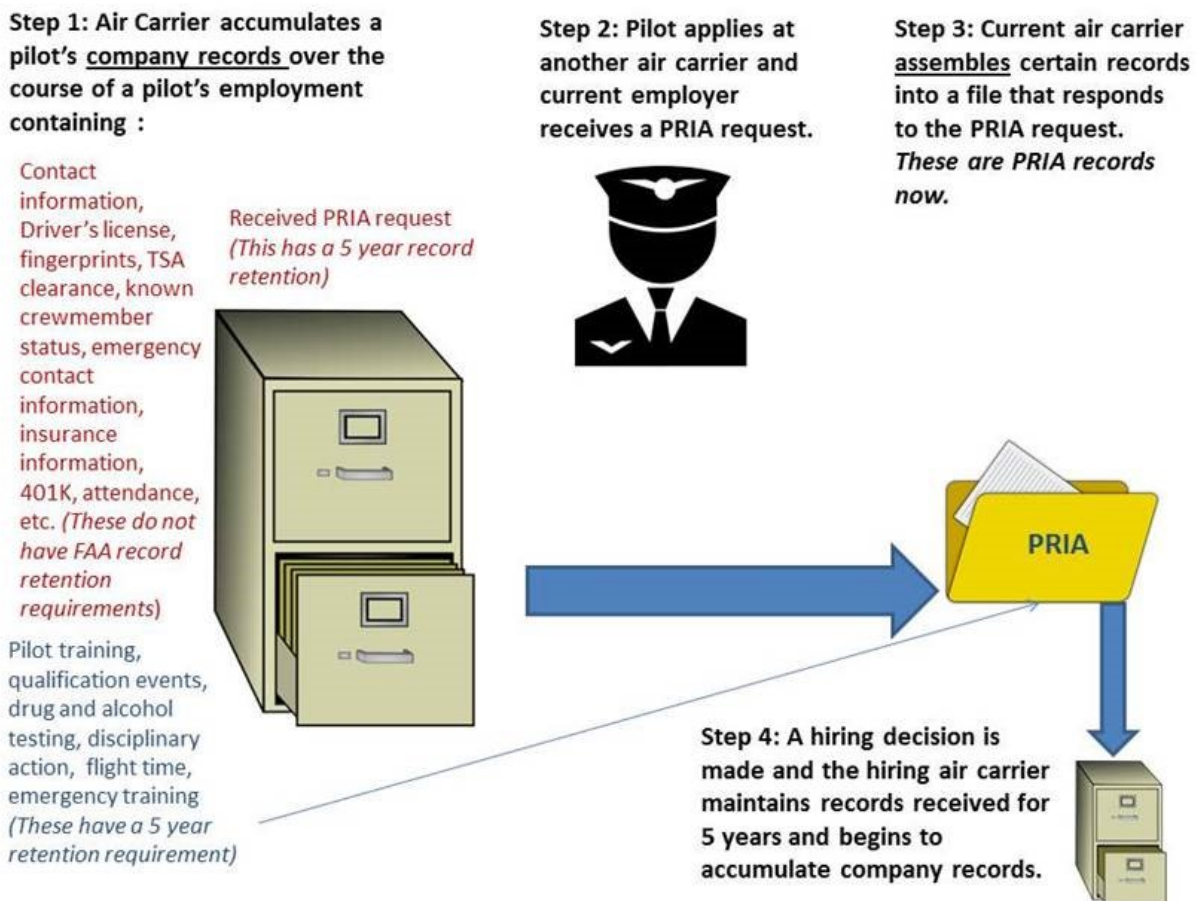 Step 1: Air Carrier accumulates a
pilot's company records over the
course of a pilot's employment
containing :
Contact
information,
Driver's license,
fingerprints, TSA
clearance, known
crewmember
status, emergency
contact
information,
insurance
information,
401K, attendance,
etc. (These do not
have FAA record
retention
requirements)
Pilot training,
qualification events,
drug and alcohol
testing, disciplinary
action, flight time,
emergency training
(These have a 5 year
retention requirement)
Received PRIA request
(This has a 5 year record
retention)
Step 2: Pilot applies at
another air carrier and
current employer
receives a PRIA request.
Step 3: Current air carrier
assembles certain records
into a file that responds
to the PRIA request.
These are PRIA records
now.
PRIA
Step 4: A hiring decision is
made and the hiring air carrier
maintains records received for
5 years and begins to
accumulate company records.